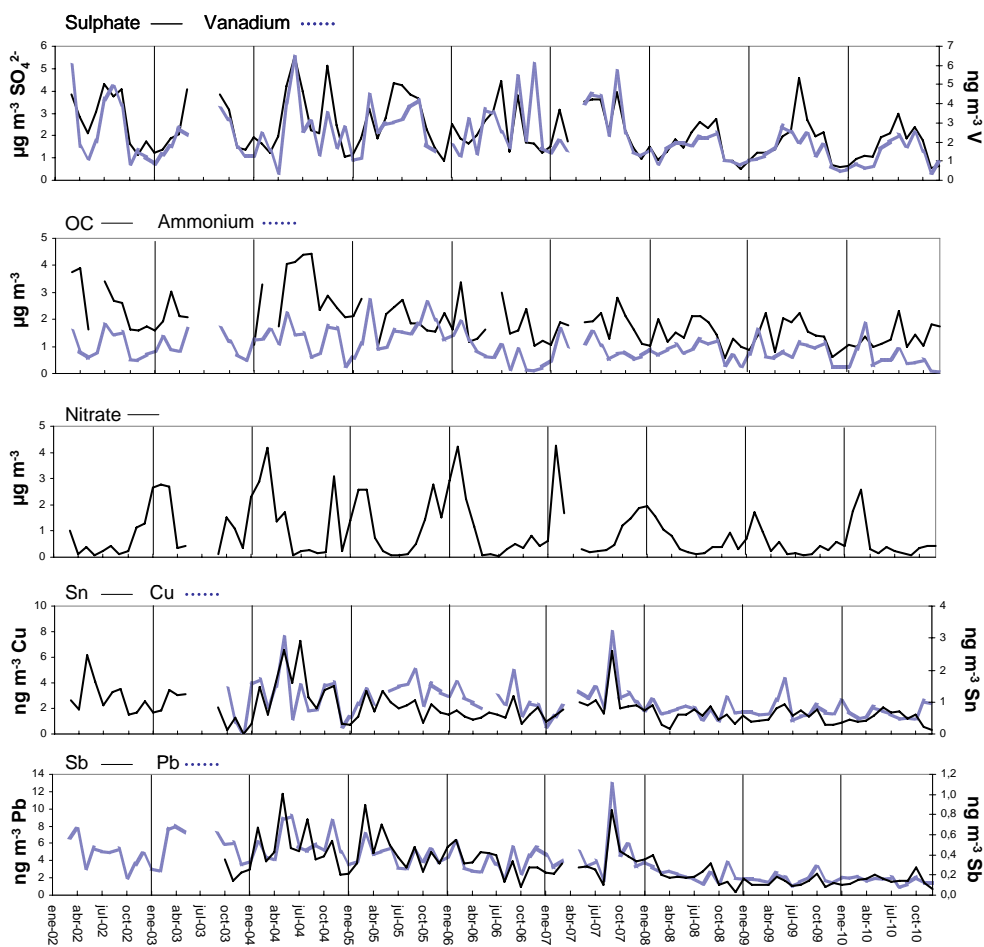 Sulphate Vanadium
µg m-3 SO42-
6
5
4
3
2
1
0
7
6
5
4
3
2
1
0
ng m-3 V
OC Ammonium
µg m-3
5
4
3
2
1
0
Nitrate
µg m-3
5
4
3
2
1
0
Sn Cu
ng m-3 Cu
10
8
6
4
2
0
4
3
2
1
0
ng m-3 Sn
Sb Pb
ng m-3 Pb
14
12
10
8
6
4
2
0
1,2
1,0
0,8
0,6
0,4
0,2
0,0
ng m-3 Sb
ene-02
abr-02
jul-02
oct-02
ene-03
abr-03
jul-03
oct-03
ene-04
abr-04
jul-04
oct-04
ene-05
abr-05
jul-05
oct-05
ene-06
abr-06
jul-06
oct-06
ene-07
abr-07
jul-07
oct-07
ene-08
abr-08
jul-08
oct-08
ene-09
abr-09
jul-09
oct-09
ene-10
abr-10
jul-10
oct-10